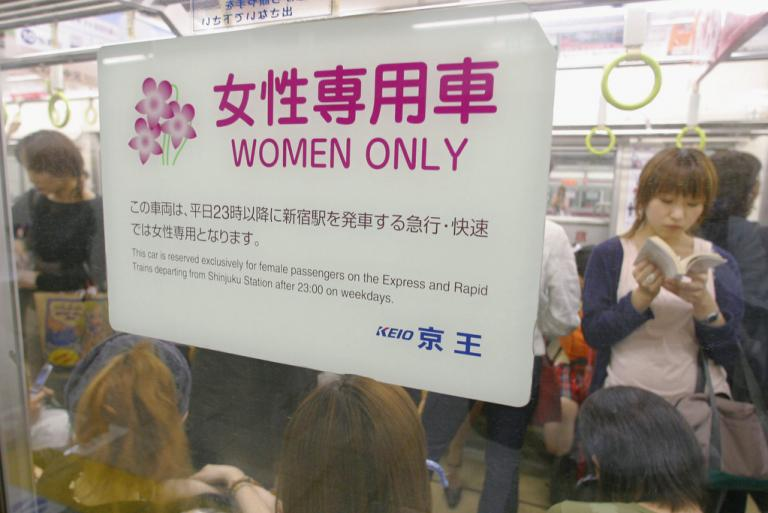 女性専用車
WOMEN ONLY
この車両は、平日23時以降に新宿駅を発車する急行・快速
では女性専用となります。
This car is reserved exclusively for female passengers on the Express and Rapid
Trains departing from Shinjuku Station after 23:00 on weekdays.
KEIO 京王